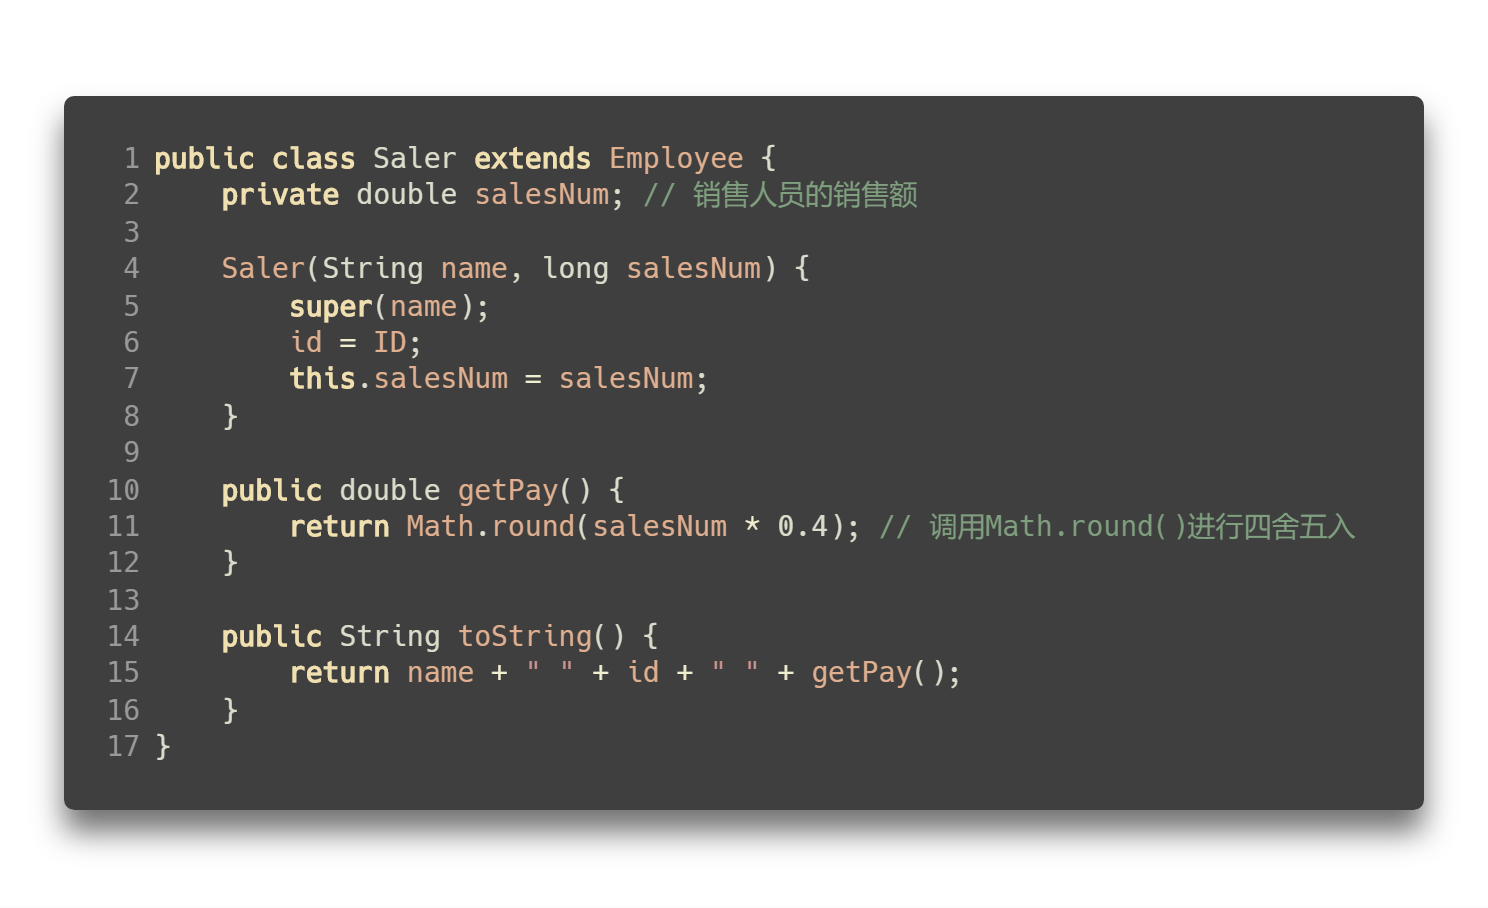 1 public class Saler extends Employee {
2     private double salesNum; // 销售人员的销售额
3
4     Saler(String name, long salesNum) {
5         super(name);
6         id = ID;
7         this.salesNum = salesNum;
8     }
9
10     public double getPay() {
11         return Math.round(salesNum * 0.4); // 调用Math.round()进行四舍五入
12     }
13
14     public String toString() {
15         return name + " " + id + " " + getPay();
16     }
17 }